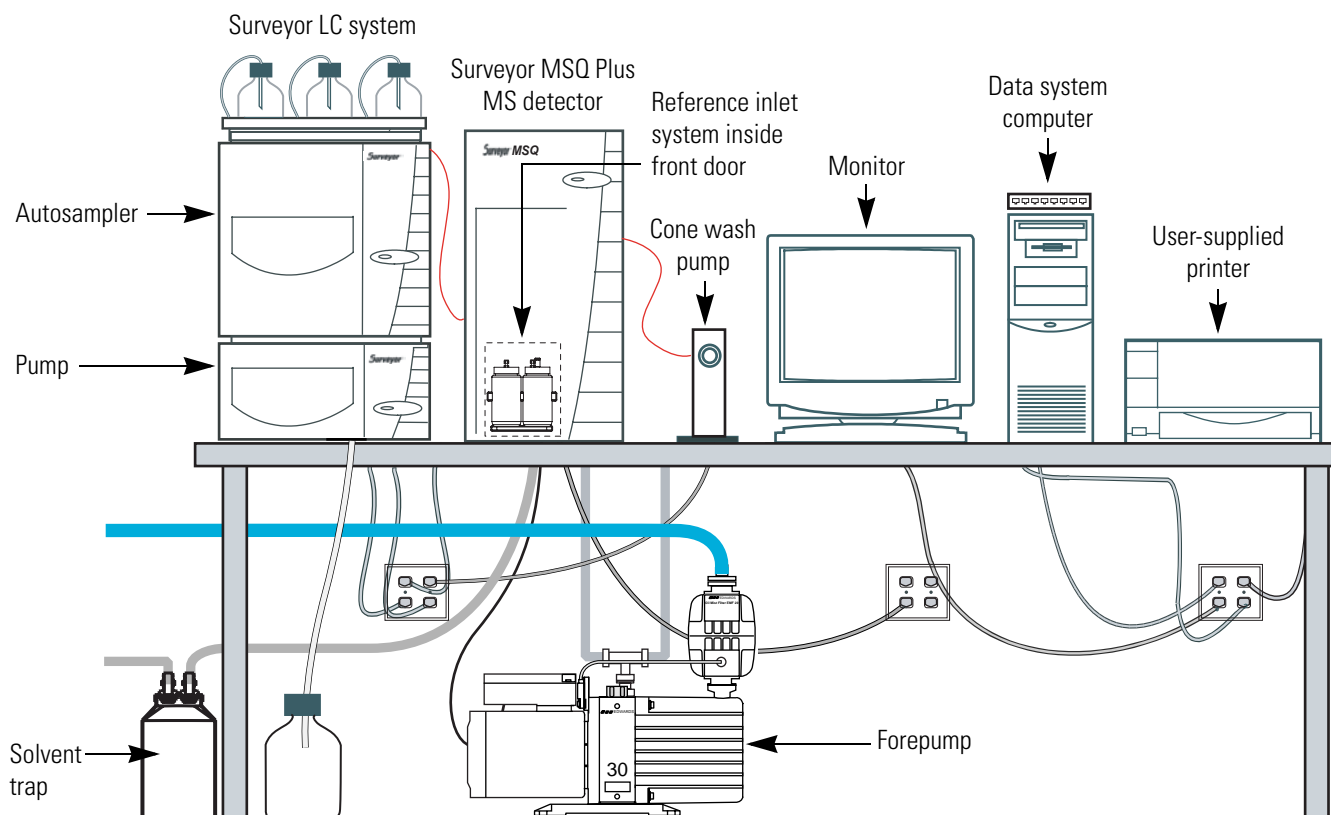 Surveyor LC system
Surveyor MSQ Plus
MS detector
Reference inlet
system inside
front door
Data system
computer
Monitor
Cone wash
pump
User-supplied
printer
Autosampler
Pump
Surveyor
Surveyor MSQ
Surveyor
Solvent
trap
Forepump
EDWARDS
30